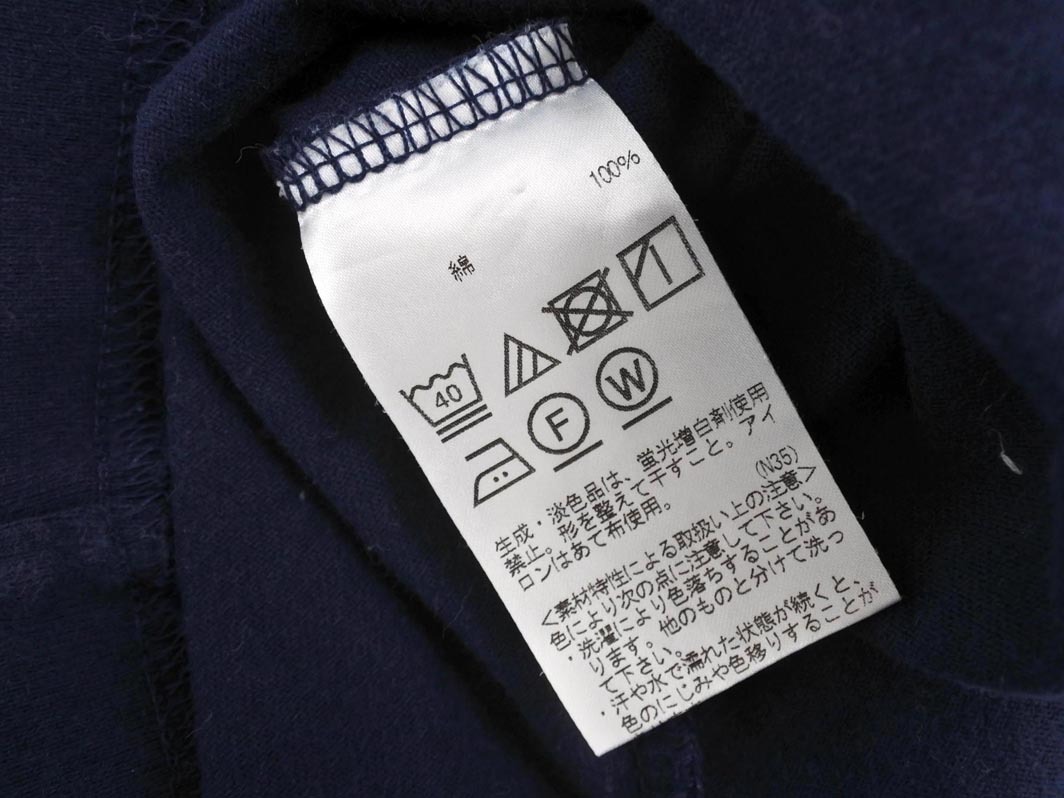 綿 100%
40
F W
生成・淡色品は、蛍光増白剤使用
禁止。形を整えて干すこと。アイ
ロンはあて布使用。
(N35)
<素材特性による取扱い上の注意>
色により次の点に注意して下さい。
・洗濯により色落ちすることがあ
ります。他のものと分けて洗っ
て下さい。
・汗や水で濡れた状態が続くと、
色のにじみや色移りすることが